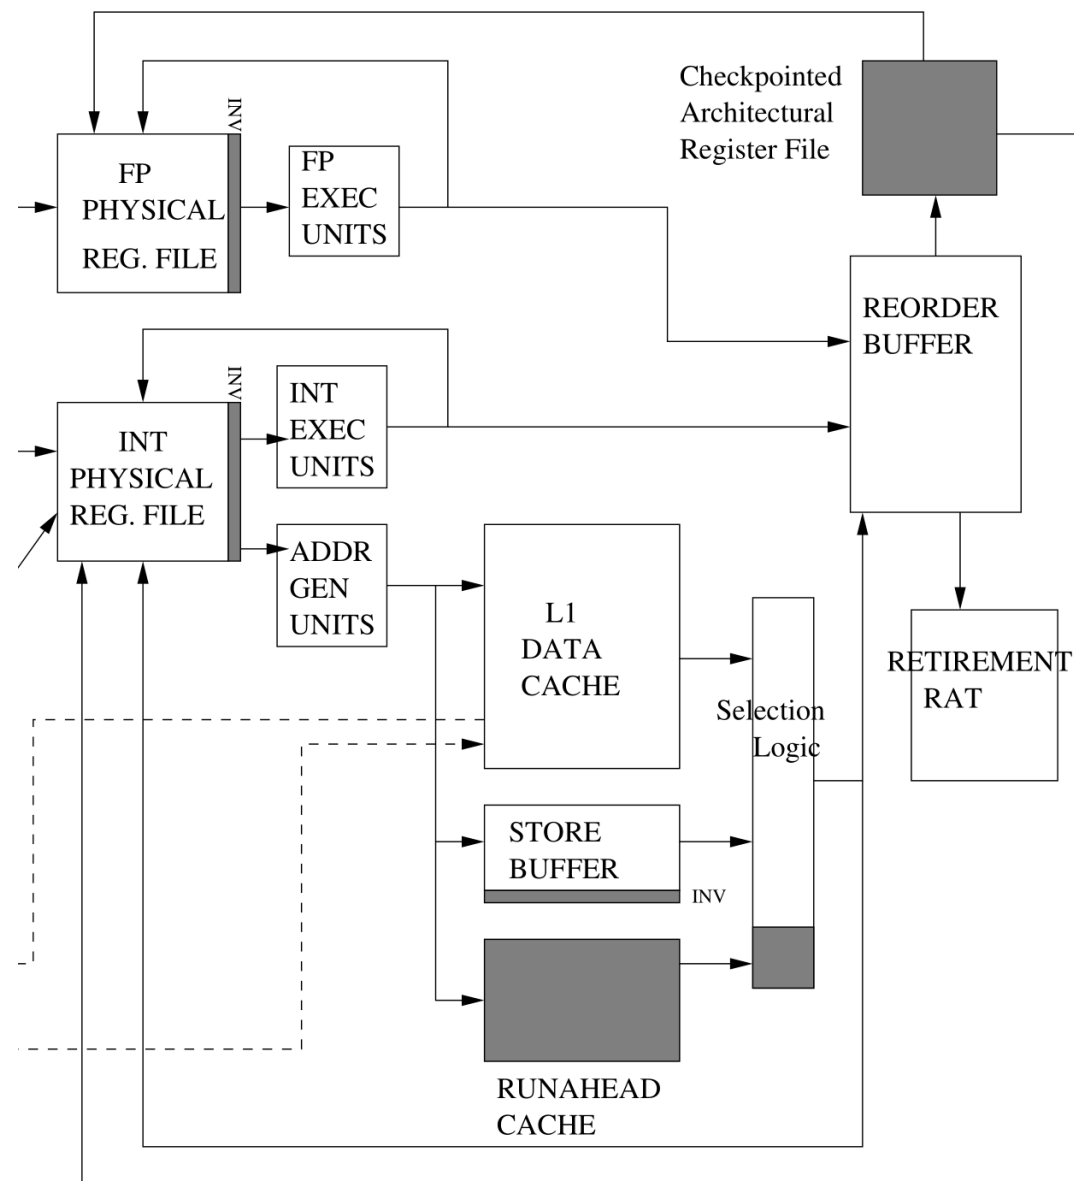 Checkpointed
Architectural
Register File
INV
FP
PHYSICAL
REG. FILE
FP
EXEC
UNITS
REORDER
BUFFER
INV
INT
PHYSICAL
REG. FILE
INT
EXEC
UNITS
ADDR
GEN
UNITS
L1
DATA
CACHE
Selection
Logic
RETIREMENT
RAT
STORE
BUFFER
INV
RUNAHEAD
CACHE